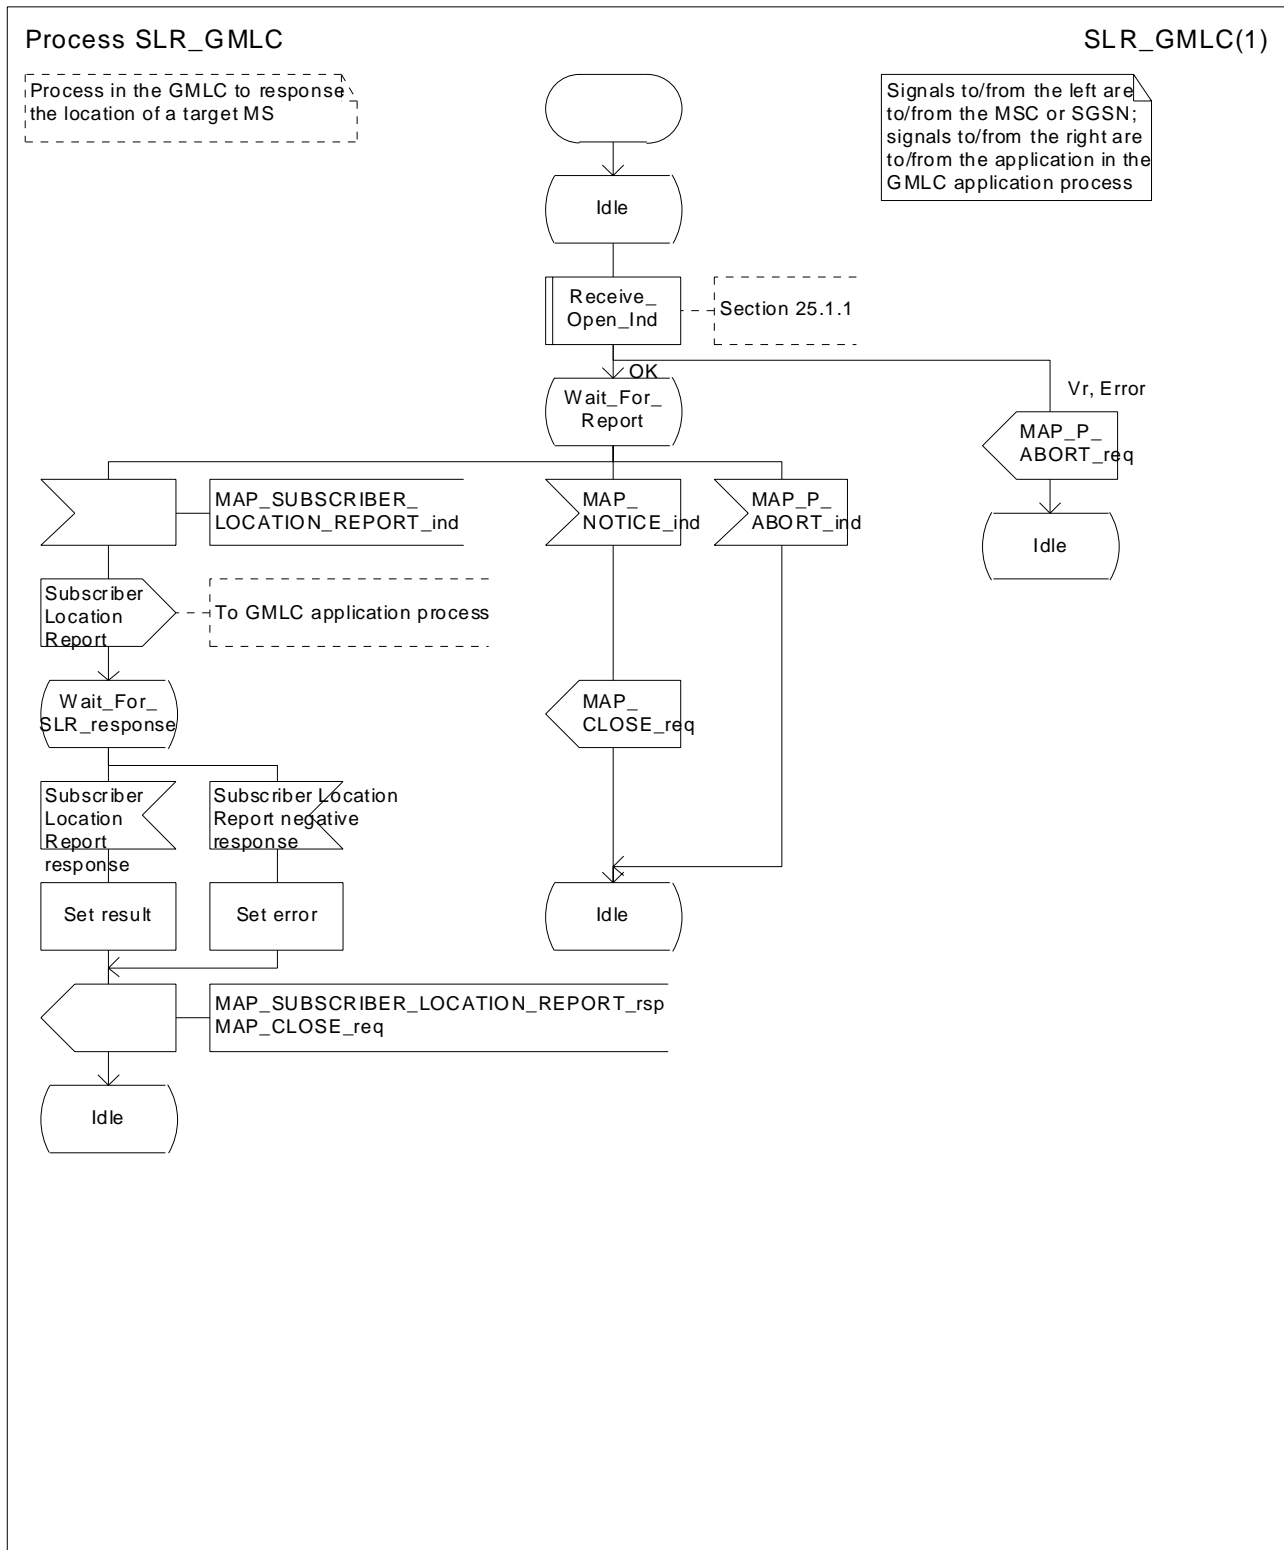 Process SLR_GMLC
SLR_GMLC(1)
Process in the GMLC to response
the location of a target MS
Signals to/from the left are
to/from the MSC or SGSN;
signals to/from the right are
to/from the application in the
GMLC application process
Idle
Receive_
Open_Ind
Section 25.1.1
OK
Vr, Error
Wait_For_
Report
MAP_P_
ABORT_req
Idle
MAP_SUBSCRIBER_
LOCATION_REPORT_ind
MAP_
NOTICE_ind
MAP_P_
ABORT_ind
Subscriber
Location
Report
To GMLC application process
Wait_For_
SLR_response
MAP_
CLOSE_req
Subscriber
Location
Report
response
Subscriber Location
Report negative
response
Set result
Set error
Idle
MAP_SUBSCRIBER_LOCATION_REPORT_rsp
MAP_CLOSE_req
Idle